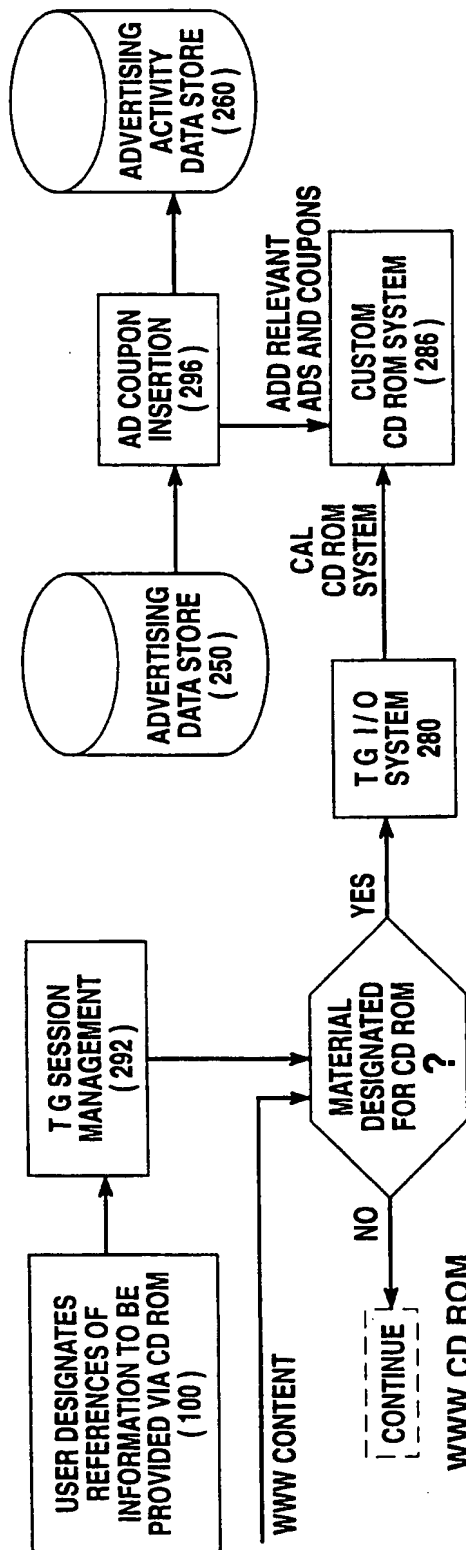 USER DESIGNATES
REFERENCES OF
INFORMATION TO BE
PROVIDED VIA CD ROM
(100)
TG SESSION
MANAGEMENT
(292)
ADVERTISING
DATA STORE
(250)
AD COUPON
INSERTION
(296)
ADVERTISING
ACTIVITY
DATA STORE
(260)
WWW CONTENT
MATERIAL
DESIGNATED
FOR CD ROM
?
NO
CONTINUE
YES
TG I/O
SYSTEM
280
CAL
CD ROM
SYSTEM
ADD RELEVANT
ADS AND COUPONS
CUSTOM
CD ROM SYSTEM
(286)
WWW CD ROM